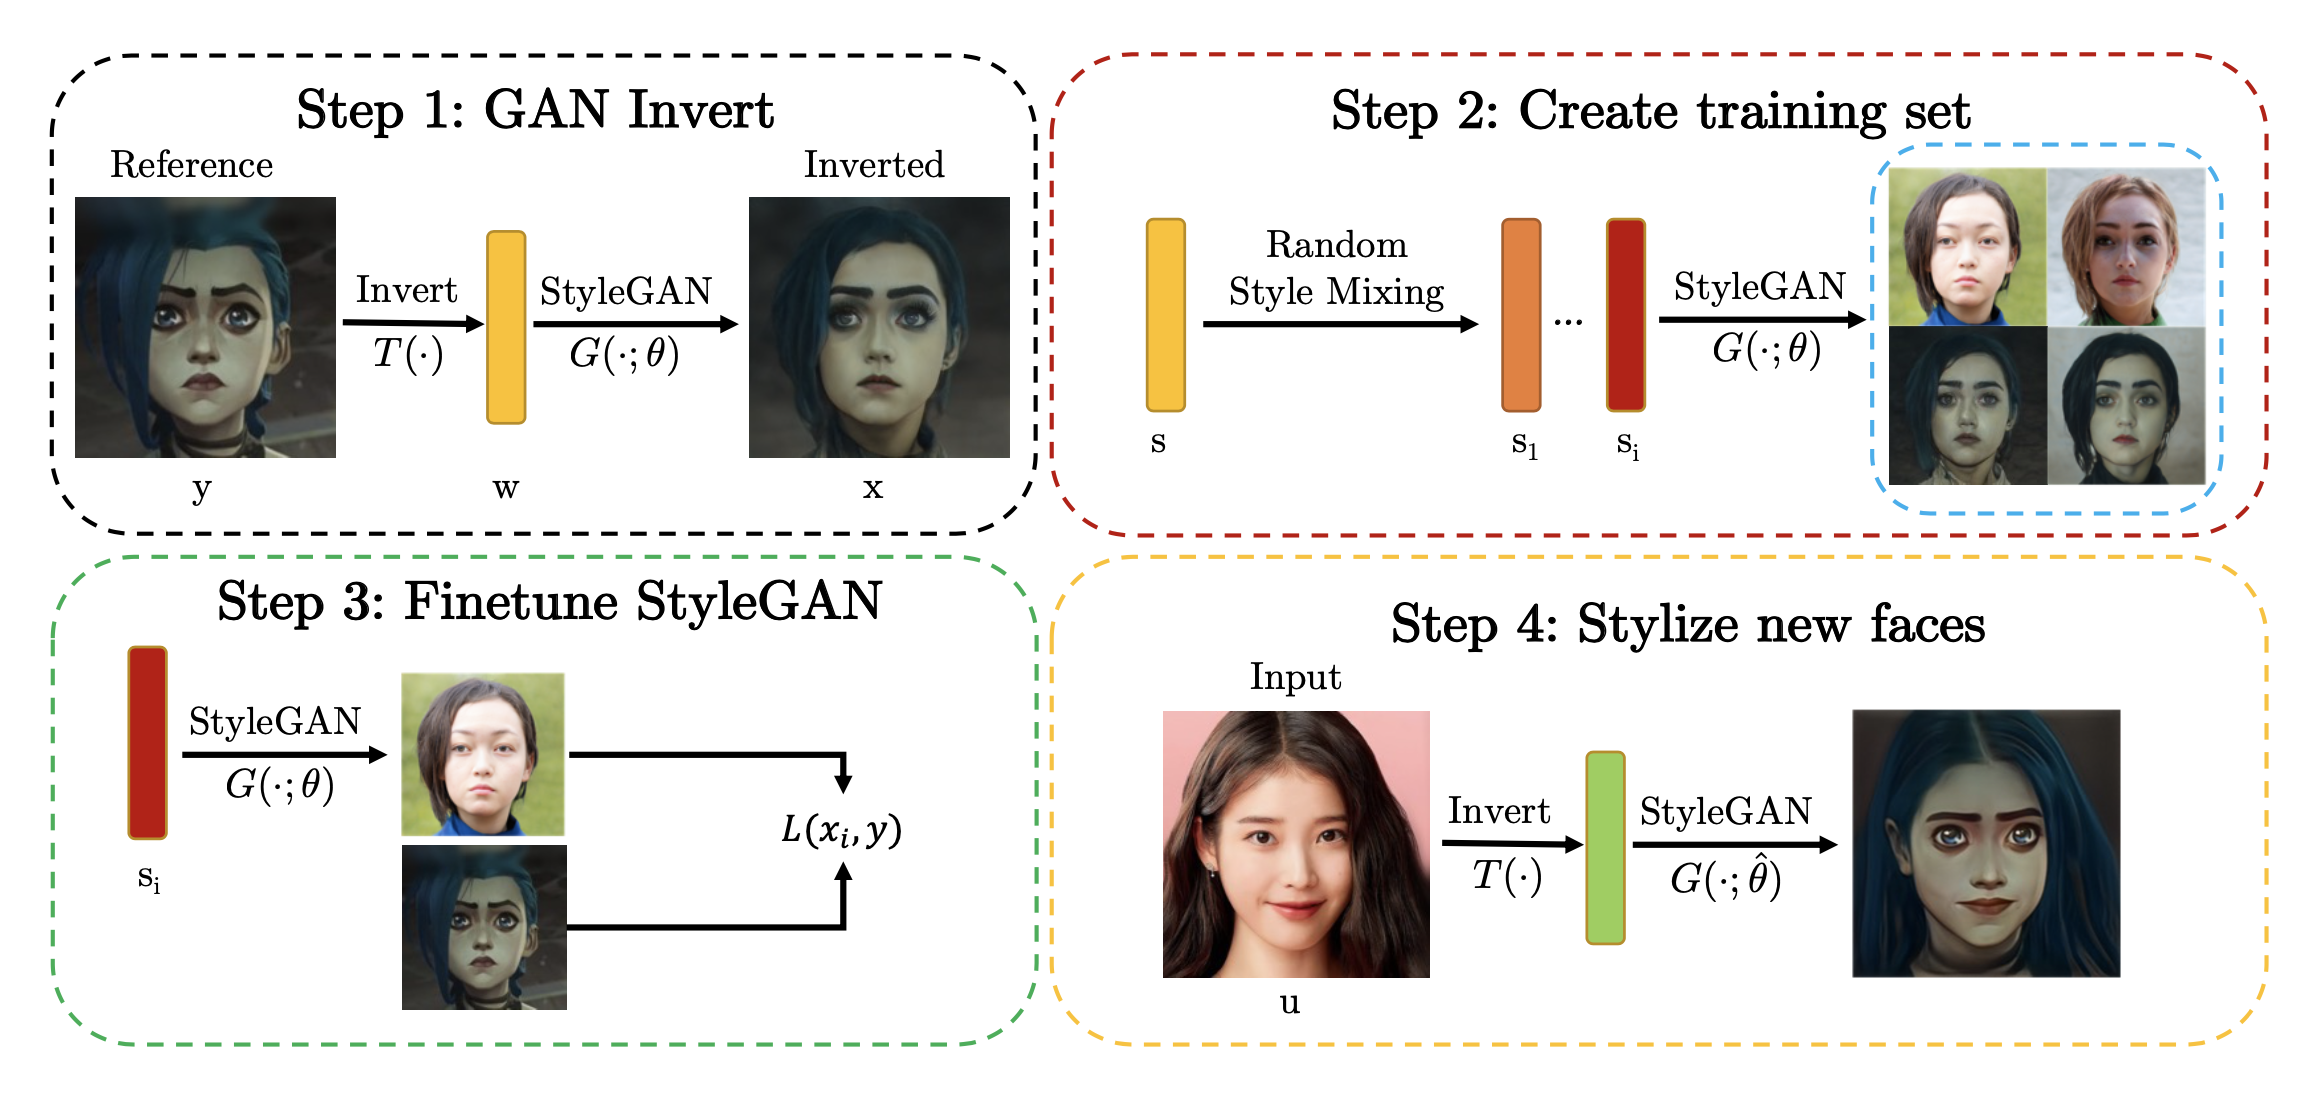 Step 1: GAN Invert
Reference
Inverted
Invert
T(·)
StyleGAN
G(·; θ)
y
w
x
Step 2: Create training set
Random
Style Mixing
...
StyleGAN
G(·; θ)
s
s₁
sᵢ
Step 3: Finetune StyleGAN
StyleGAN
G(·; θ)
L(xᵢ, y)
sᵢ
Step 4: Stylize new faces
Input
Invert
T(·)
StyleGAN
G(·; θ̂)
u